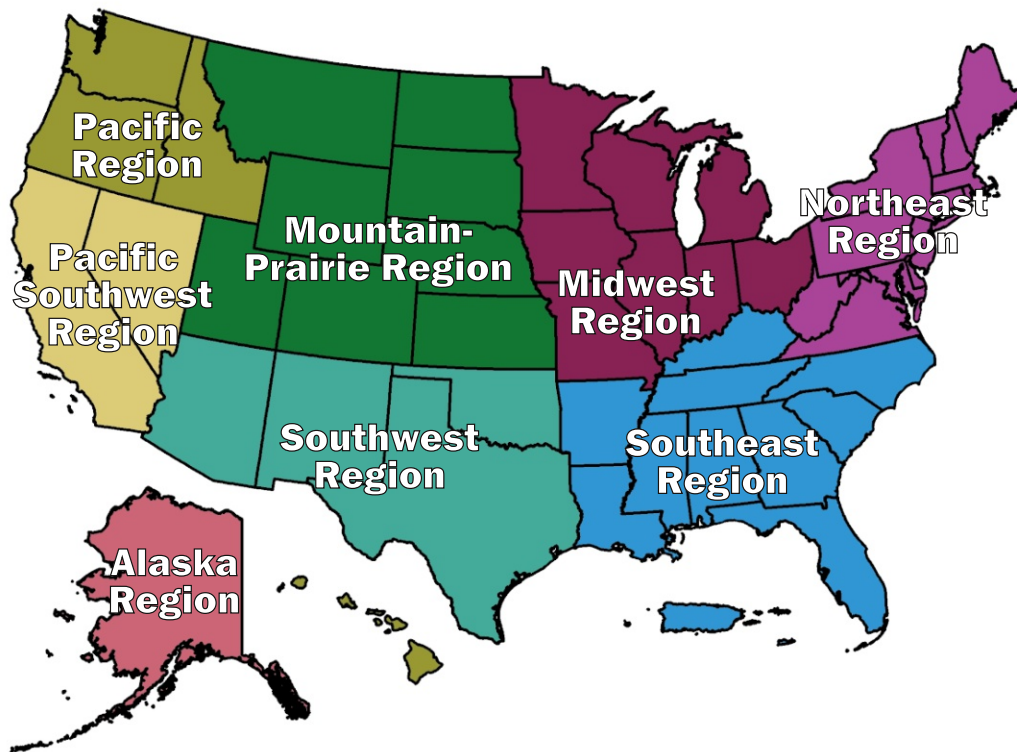 Pacific
Region
Northeast
Region
Mountain-
Prairie Region
Pacific
Southwest
Region
Midwest
Region
Southwest
Region
Southeast
Region
Alaska
Region